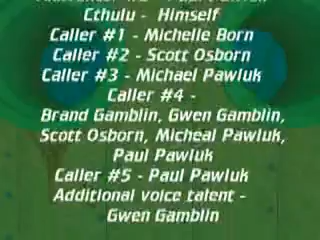 Cthulu - Himself
Caller #1 - Michelle Born
Caller #2 - Scott Osborn
Caller #3 - Michael Pawluk
Caller #4 -
Brand Gamblin, Gwen Gamblin,
Scott Osborn, Micheal Pawluk,
Paul Pawluk
Caller #5 - Paul Pawluk
Additional voice talent -
Gwen Gamblin